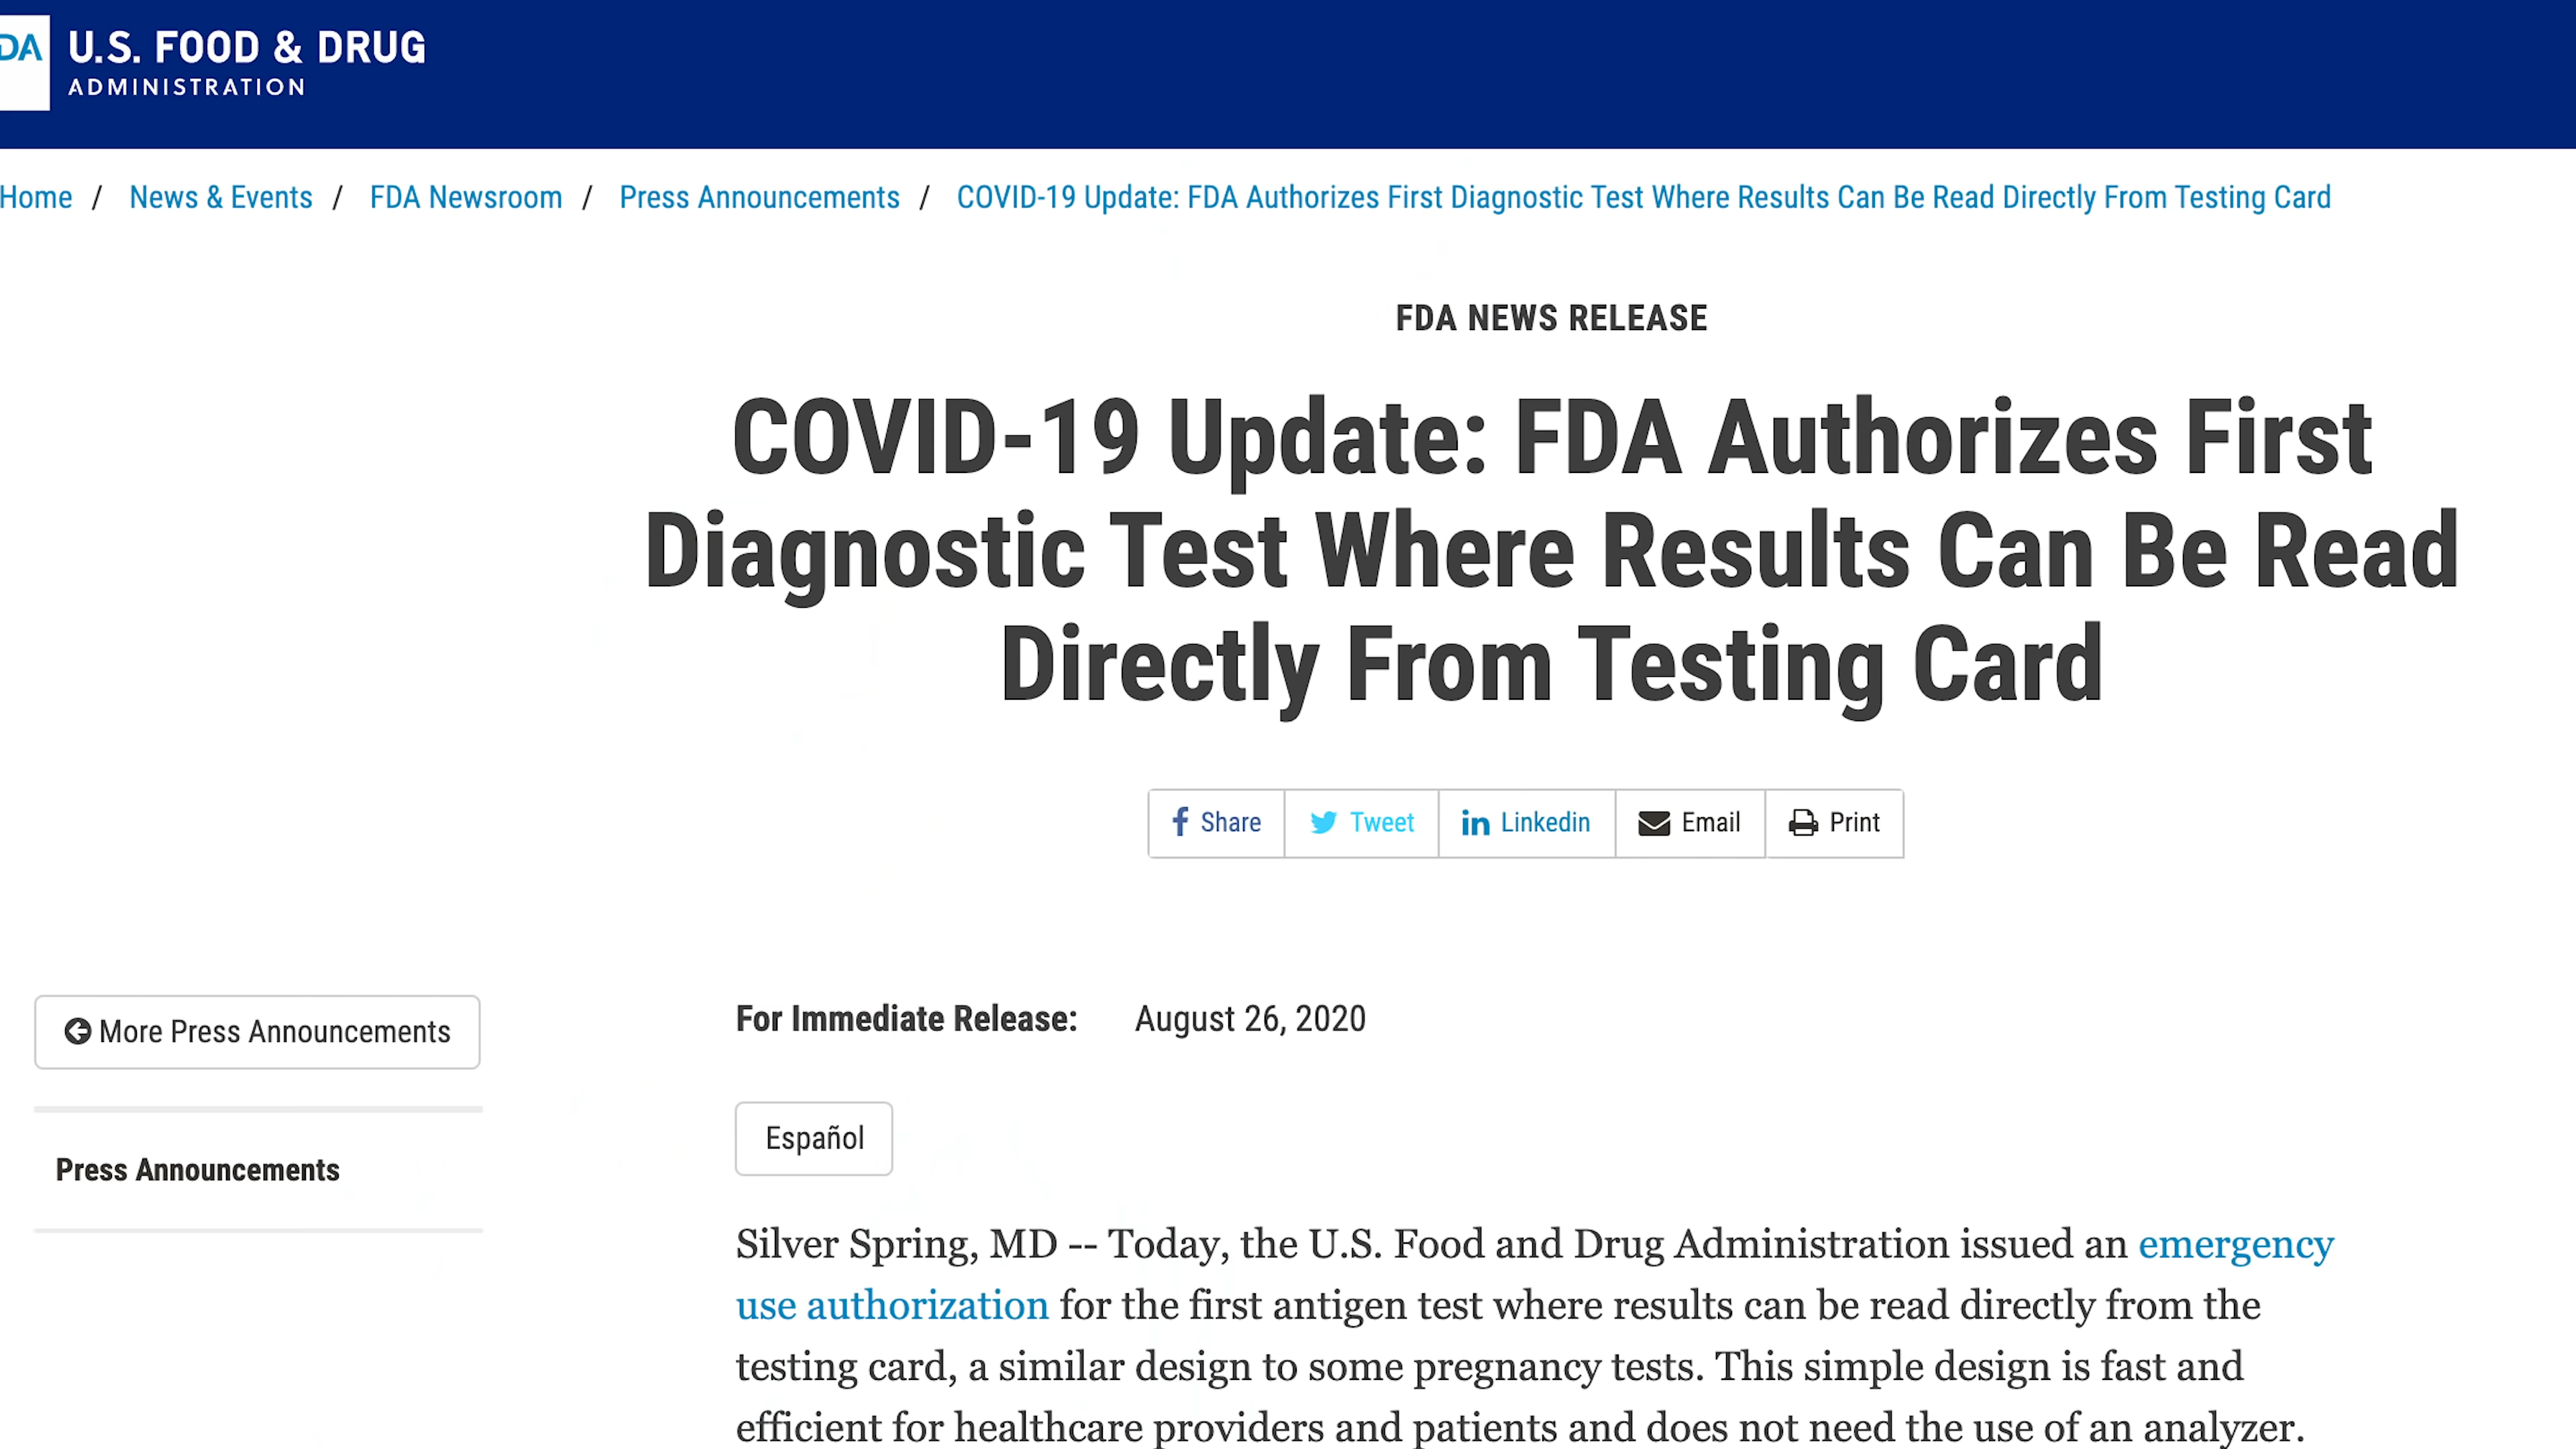 DA U.S. FOOD & DRUG
ADMINISTRATION
Home / News & Events / FDA Newsroom / Press Announcements / COVID-19 Update: FDA Authorizes First Diagnostic Test Where Results Can Be Read Directly From Testing Card
FDA NEWS RELEASE
COVID-19 Update: FDA Authorizes First
Diagnostic Test Where Results Can Be Read
Directly From Testing Card
f Share Tweet in Linkedin Email Print
More Press Announcements
Press Announcements
For Immediate Release: August 26, 2020
Español
Silver Spring, MD -- Today, the U.S. Food and Drug Administration issued an emergency
use authorization for the first antigen test where results can be read directly from the
testing card, a similar design to some pregnancy tests. This simple design is fast and
efficient for healthcare providers and patients and does not need the use of an analyzer.